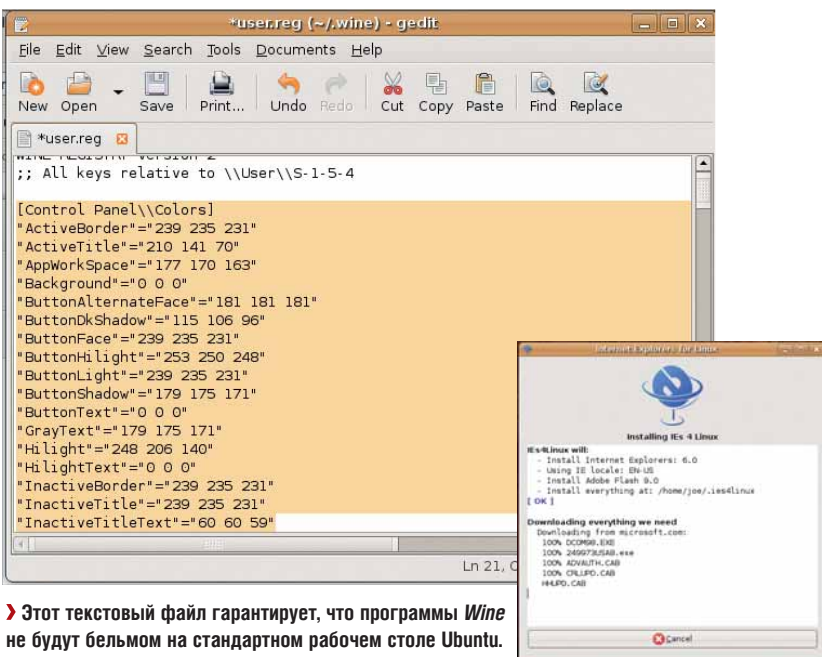 *user.reg (~/.wine) - gedit
File Edit View Search Tools Documents Help
New Open Save Print... Undo Redo Cut Copy Paste Find Replace
*user.reg
WINE REGISTRY Version 2
;; All keys relative to \\User\\S-1-5-4
[Control Panel\\Colors]
"ActiveBorder"="239 235 231"
"ActiveTitle"="210 141 70"
"AppWorkSpace"="177 170 163"
"Background"="0 0 0"
"ButtonAlternateFace"="181 181 181"
"ButtonDkShadow"="115 106 96"
"ButtonFace"="239 235 231"
"ButtonHilight"="253 250 248"
"ButtonLight"="239 235 231"
"ButtonShadow"="179 175 171"
"ButtonText"="0 0 0"
"GrayText"="179 175 171"
"Hilight"="248 206 140"
"HilightText"="0 0 0"
"InactiveBorder"="239 235 231"
"InactiveTitle"="239 235 231"
"InactiveTitleText"="60 60 59"
Ln 21, C
Internet Explorers for Linux
Installing IEs 4 Linux
IEs4Linux will:
- Install Internet Explorers: 6.0
- Using IE locale: EN-US
- Install Adobe Flash 9.0
- Install everything at: /home/joe/.ies4linux
[ OK ]
Downloading everything we need
Downloading from microsoft.com:
100% DCOM98.EXE
100% 249973USA8.exe
100% ADVAUTH.CAB
100% CRLUPD.CAB
HHUPD.CAB
Cancel
❯ Этот текстовый файл гарантирует, что программы Wine
не будут бельмом на стандартном рабочем столе Ubuntu.